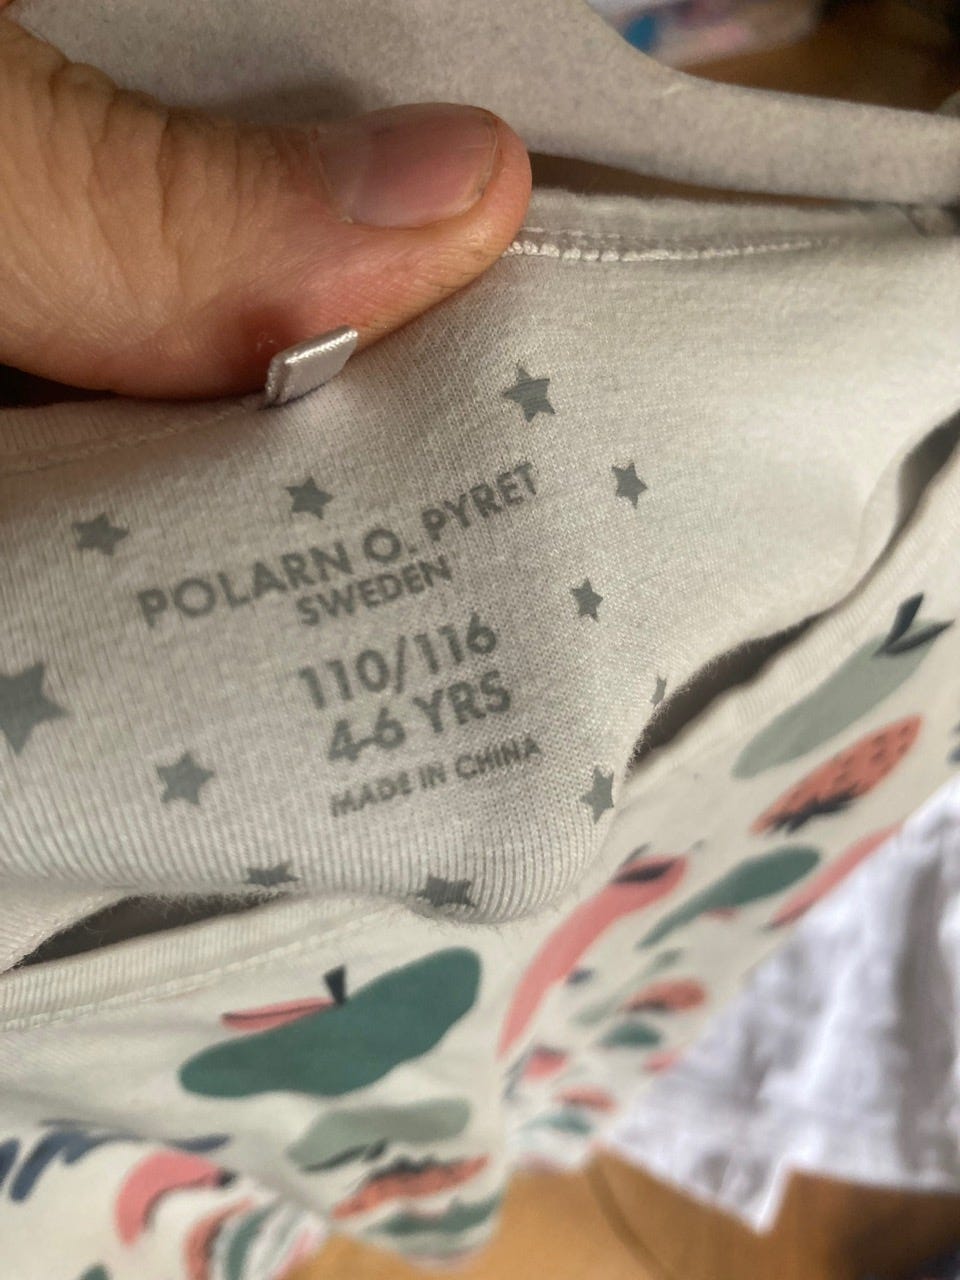 POLARN O. PYRET
SWEDEN
110/116
4-6 YRS
MADE IN CHINA